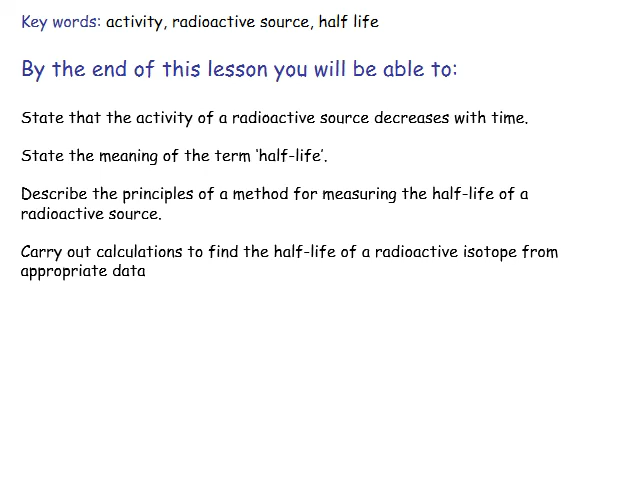 Key words: activity, radioactive source, half life
By the end of this lesson you will be able to:
State that the activity of a radioactive source decreases with time.
State the meaning of the term ‘half-life’.
Describe the principles of a method for measuring the half-life of a
radioactive source.
Carry out calculations to find the half-life of a radioactive isotope from
appropriate data